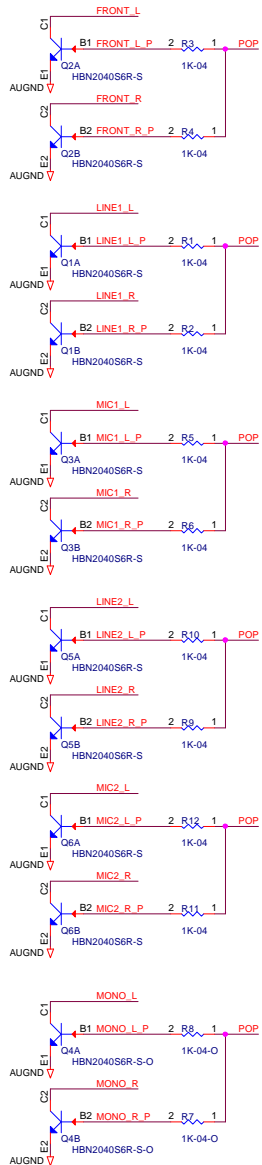 FRONT_L
C1
B1 FRONT_L_P 2 R3 1 POP
E1 Q2A 1K-04
AUGND HBN2040S6R-S
FRONT_R
C2
B2 FRONT_R_P 2 R4 1
E2 Q2B 1K-04
AUGND HBN2040S6R-S
LINE1_L
C1
B1 LINE1_L_P 2 R1 1 POP
E1 Q1A 1K-04
AUGND HBN2040S6R-S
LINE1_R
C2
B2 LINE1_R_P 2 R2 1
E2 Q1B 1K-04
AUGND HBN2040S6R-S
MIC1_L
C1
B1 MIC1_L_P 2 R5 1 POP
E1 Q3A 1K-04
AUGND HBN2040S6R-S
MIC1_R
C2
B2 MIC1_R_P 2 R6 1
E2 Q3B 1K-04
AUGND HBN2040S6R-S
LINE2_L
C1
B1 LINE2_L_P 2 R10 1 POP
E1 Q5A 1K-04
AUGND HBN2040S6R-S
LINE2_R
C2
B2 LINE2_R_P 2 R9 1
E2 Q5B 1K-04
AUGND HBN2040S6R-S
MIC2_L
C1
B1 MIC2_L_P 2 R12 1 POP
E1 Q6A 1K-04
AUGND HBN2040S6R-S
MIC2_R
C2
B2 MIC2_R_P 2 R11 1
E2 Q6B 1K-04
AUGND HBN2040S6R-S
MONO_L
C1
B1 MONO_L_P 2 R8 1 POP
E1 Q4A 1K-04-O
AUGND HBN2040S6R-S-O
MONO_R
C2
B2 MONO_R_P 2 R7 1
E2 Q4B 1K-04-O
AUGND HBN2040S6R-S-O